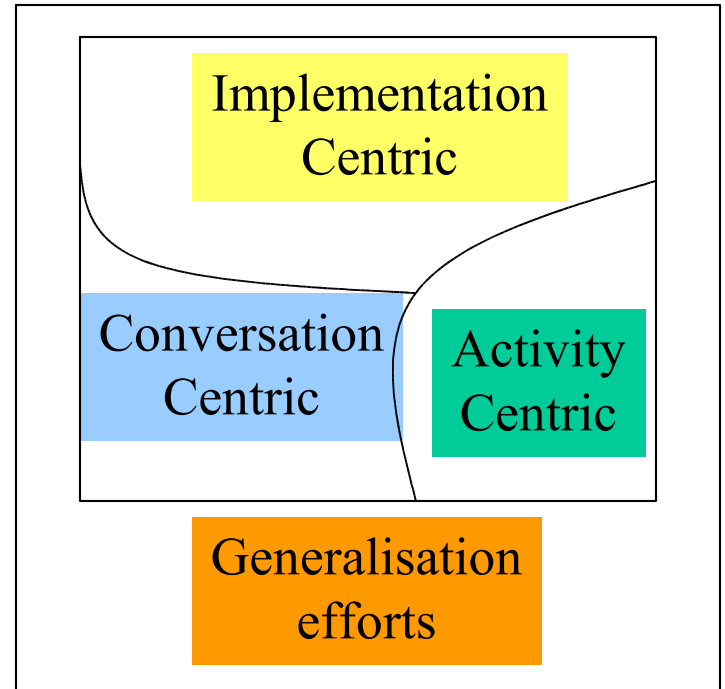 Implementation
Centric
Conversation
Centric
Activity
Centric
Generalisation
efforts